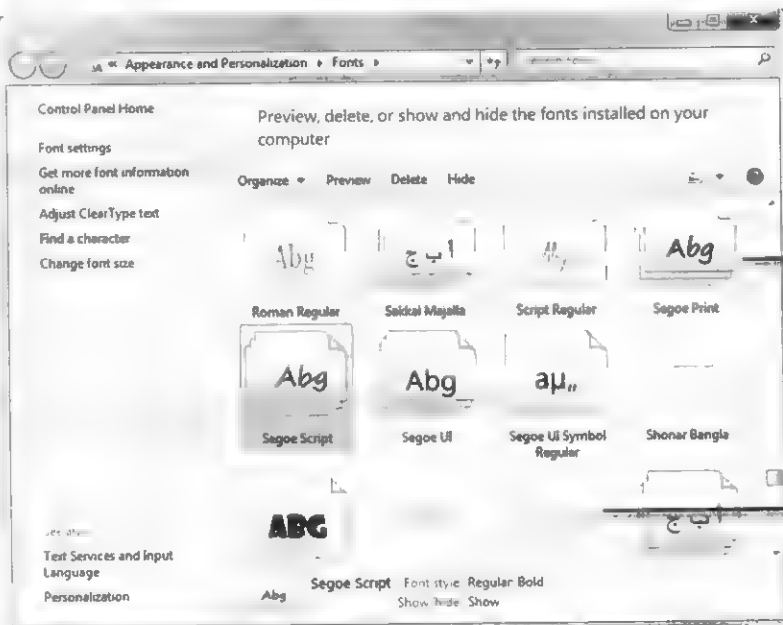 « Appearance and Personalization ▸ Fonts ▸
Control Panel Home
Font settings
Get more font information
online
Adjust ClearType text
Find a character
Change font size
See also
Text Services and Input
Language
Personalization
Preview, delete, or show and hide the fonts installed on your
computer
Organize Preview Delete Hide
Abg
أ ب ج
Abg
Roman Regular Sakkal Majalla Script Regular Segoe Print
Abg Abg aµ
Segoe Script Segoe UI Segoe UI Symbol Shonar Bangla
Regular
ABG أ ب ج
Abg Segoe Script Font style Regular Bold
Show/hide Show